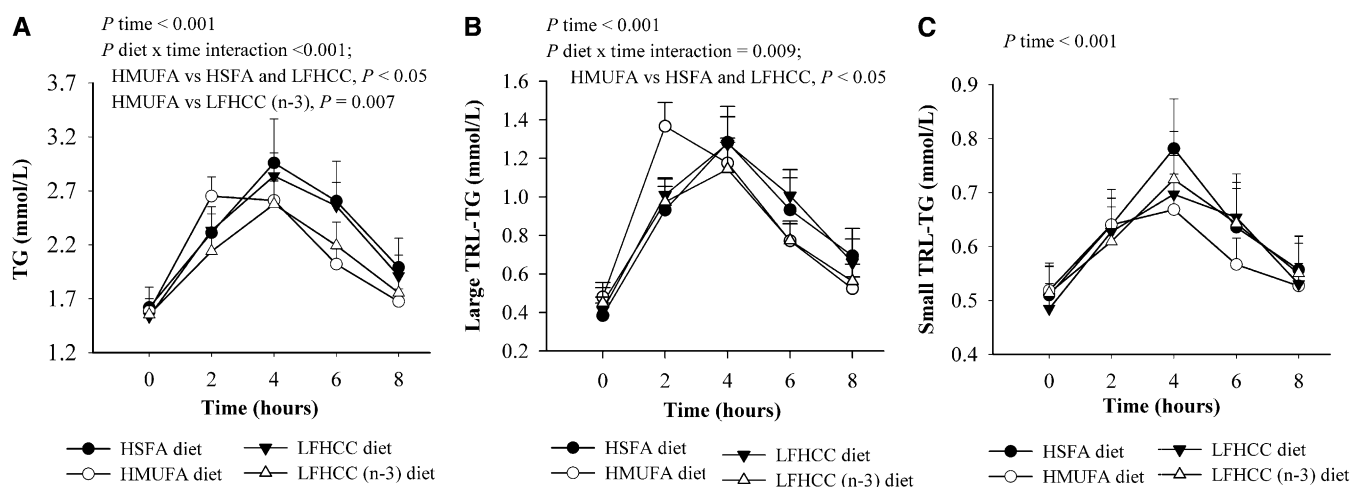 A
P time < 0.001
P diet x time interaction <0.001;
HMUFA vs HSFA and LFHCC, P < 0.05
HMUFA vs LFHCC (n-3), P = 0.007
TG (mmol/L)
3.7
3.2
2.7
2.2
1.7
1.2
0 2 4 6 8
Time (hours)
HSFA diet
LFHCC diet
HMUFA diet
LFHCC (n-3) diet
B
P time < 0.001
P diet x time interaction = 0.009;
HMUFA vs HSFA and LFHCC, P < 0.05
Large TRL-TG (mmol/L)
1.6
1.4
1.2
1.0
0.8
0.6
0.4
0.2
0 2 4 6 8
Time (hours)
HSFA diet
LFHCC diet
HMUFA diet
LFHCC (n-3) diet
C
P time < 0.001
Small TRL-TG (mmol/L)
0.9
0.8
0.7
0.6
0.5
0.4
0 2 4 6 8
Time (hours)
HSFA diet
LFHCC diet
HMUFA diet
LFHCC (n-3) diet